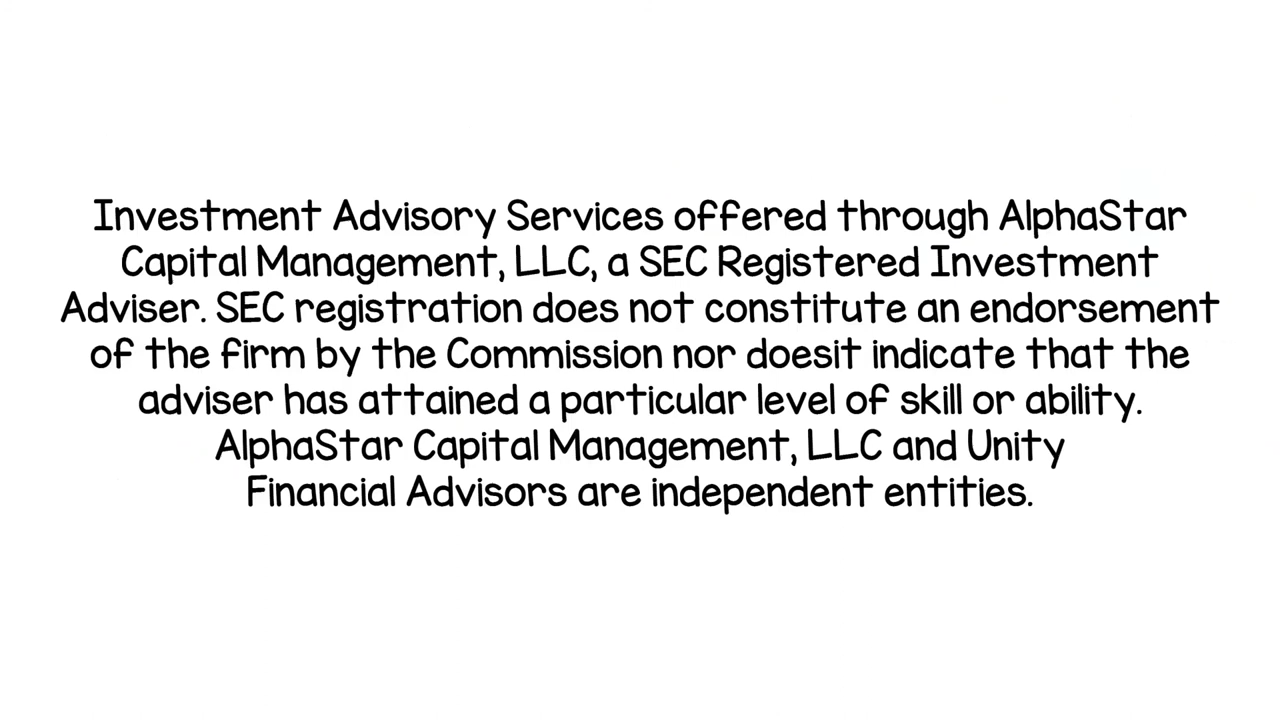 Investment Advisory Services offered through AlphaStar
Capital Management, LLC, a SEC Registered Investment
Adviser. SEC registration does not constitute an endorsement
of the firm by the Commission nor doesit indicate that the
adviser has attained a particular level of skill or ability.
AlphaStar Capital Management, LLC and Unity
Financial Advisors are independent entities.